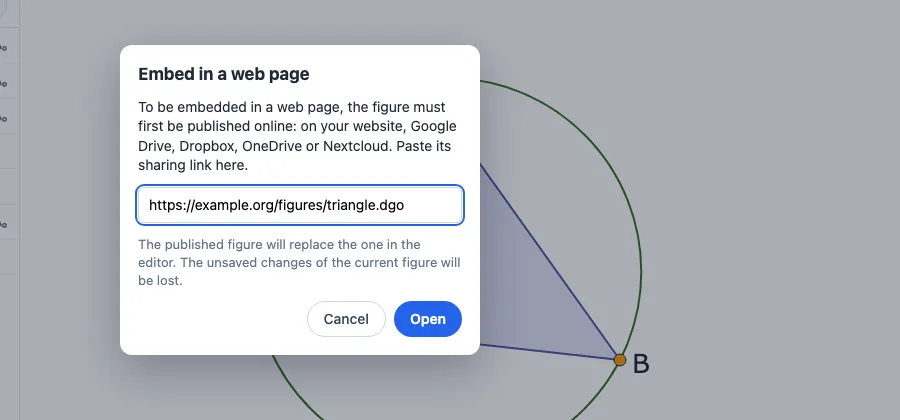 Embed in a web page
To be embedded in a web page, the figure must
first be published online: on your website, Google
Drive, Dropbox, OneDrive or Nextcloud. Paste its
sharing link here.
https://example.org/figures/triangle.dgo
The published figure will replace the one in the
editor. The unsaved changes of the current figure will
be lost.
Cancel
Open
B